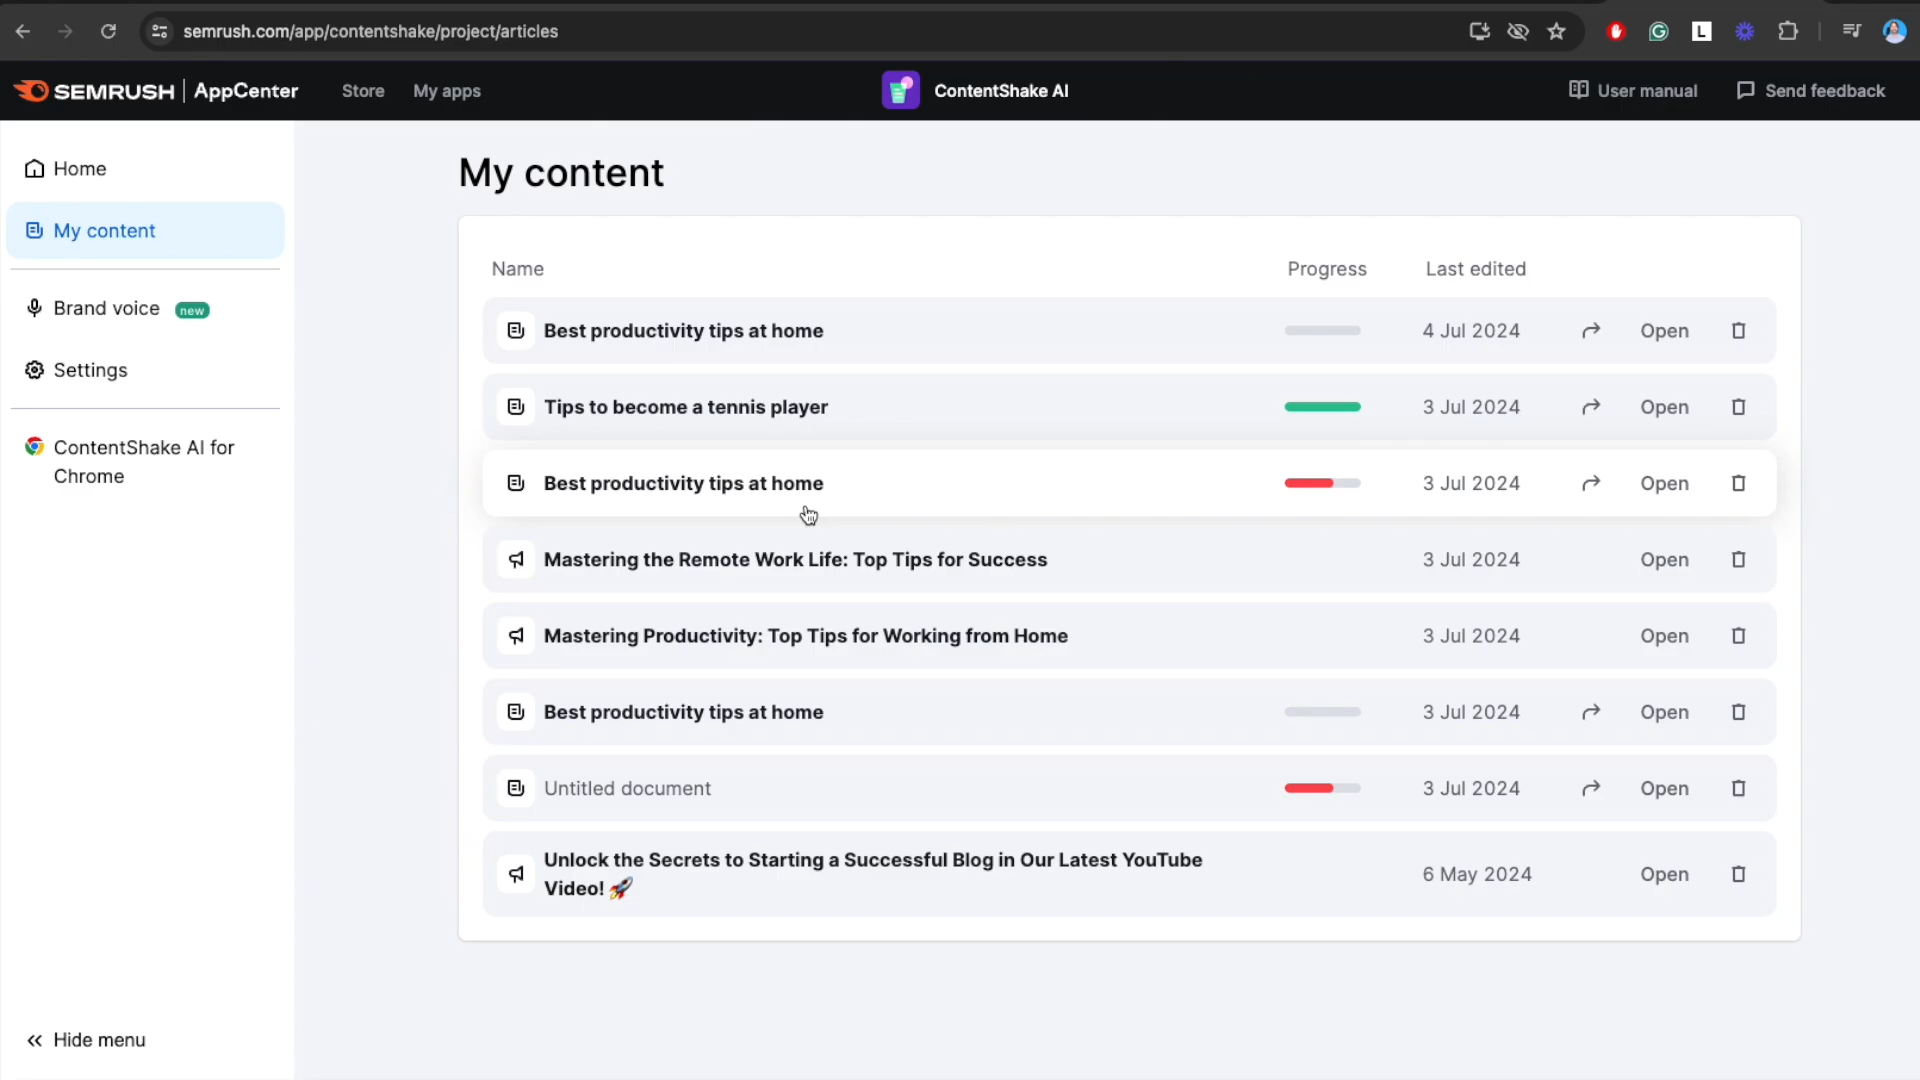 semrush.com/app/contentshake/project/articles
L
SEMRUSH AppCenter Store My apps ContentShake AI User manual Send feedback
Home
My content
Brand voice new
Settings
ContentShake AI for
Chrome
Hide menu
My content
Name Progress Last edited
Best productivity tips at home 4 Jul 2024 Open
Tips to become a tennis player 3 Jul 2024 Open
Best productivity tips at home 3 Jul 2024 Open
Mastering the Remote Work Life: Top Tips for Success 3 Jul 2024 Open
Mastering Productivity: Top Tips for Working from Home 3 Jul 2024 Open
Best productivity tips at home 3 Jul 2024 Open
Untitled document 3 Jul 2024 Open
Unlock the Secrets to Starting a Successful Blog in Our Latest YouTube
Video! 🚀 6 May 2024 Open